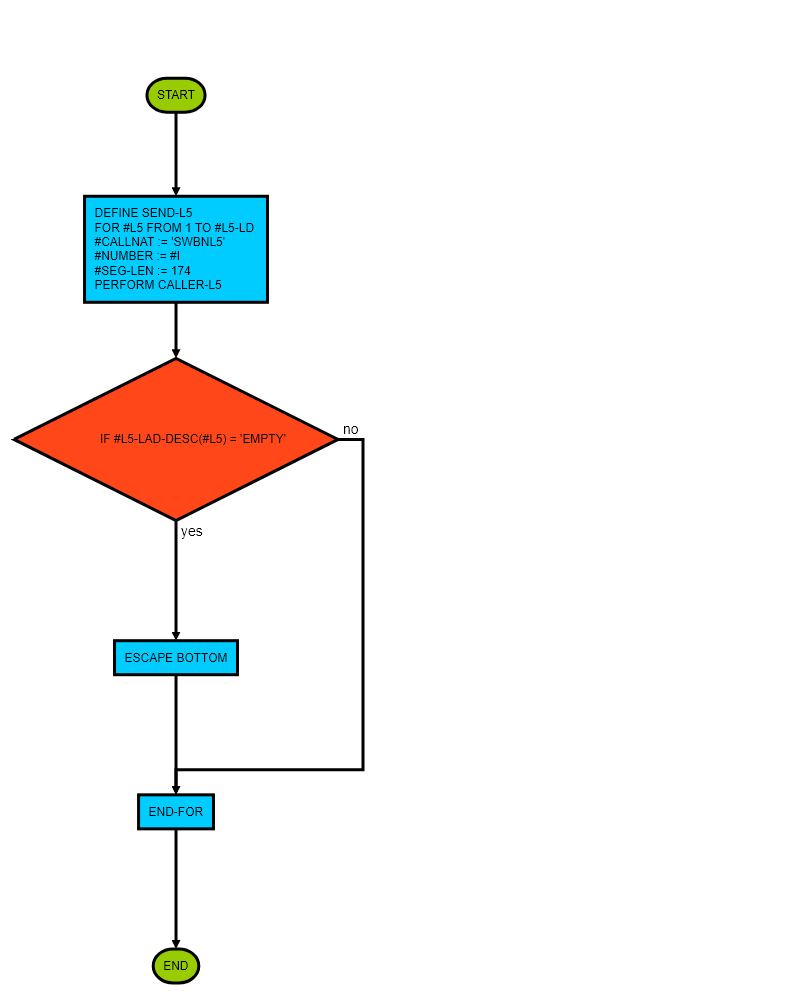 START
DEFINE SEND-L5
FOR #L5 FROM 1 TO #L5-LD
#CALLNAT := 'SWBNL5'
#NUMBER := #I
#SEG-LEN := 174
PERFORM CALLER-L5
IF #L5-LAD-DESC(#L5) = 'EMPTY'
no
yes
ESCAPE BOTTOM
END-FOR
END